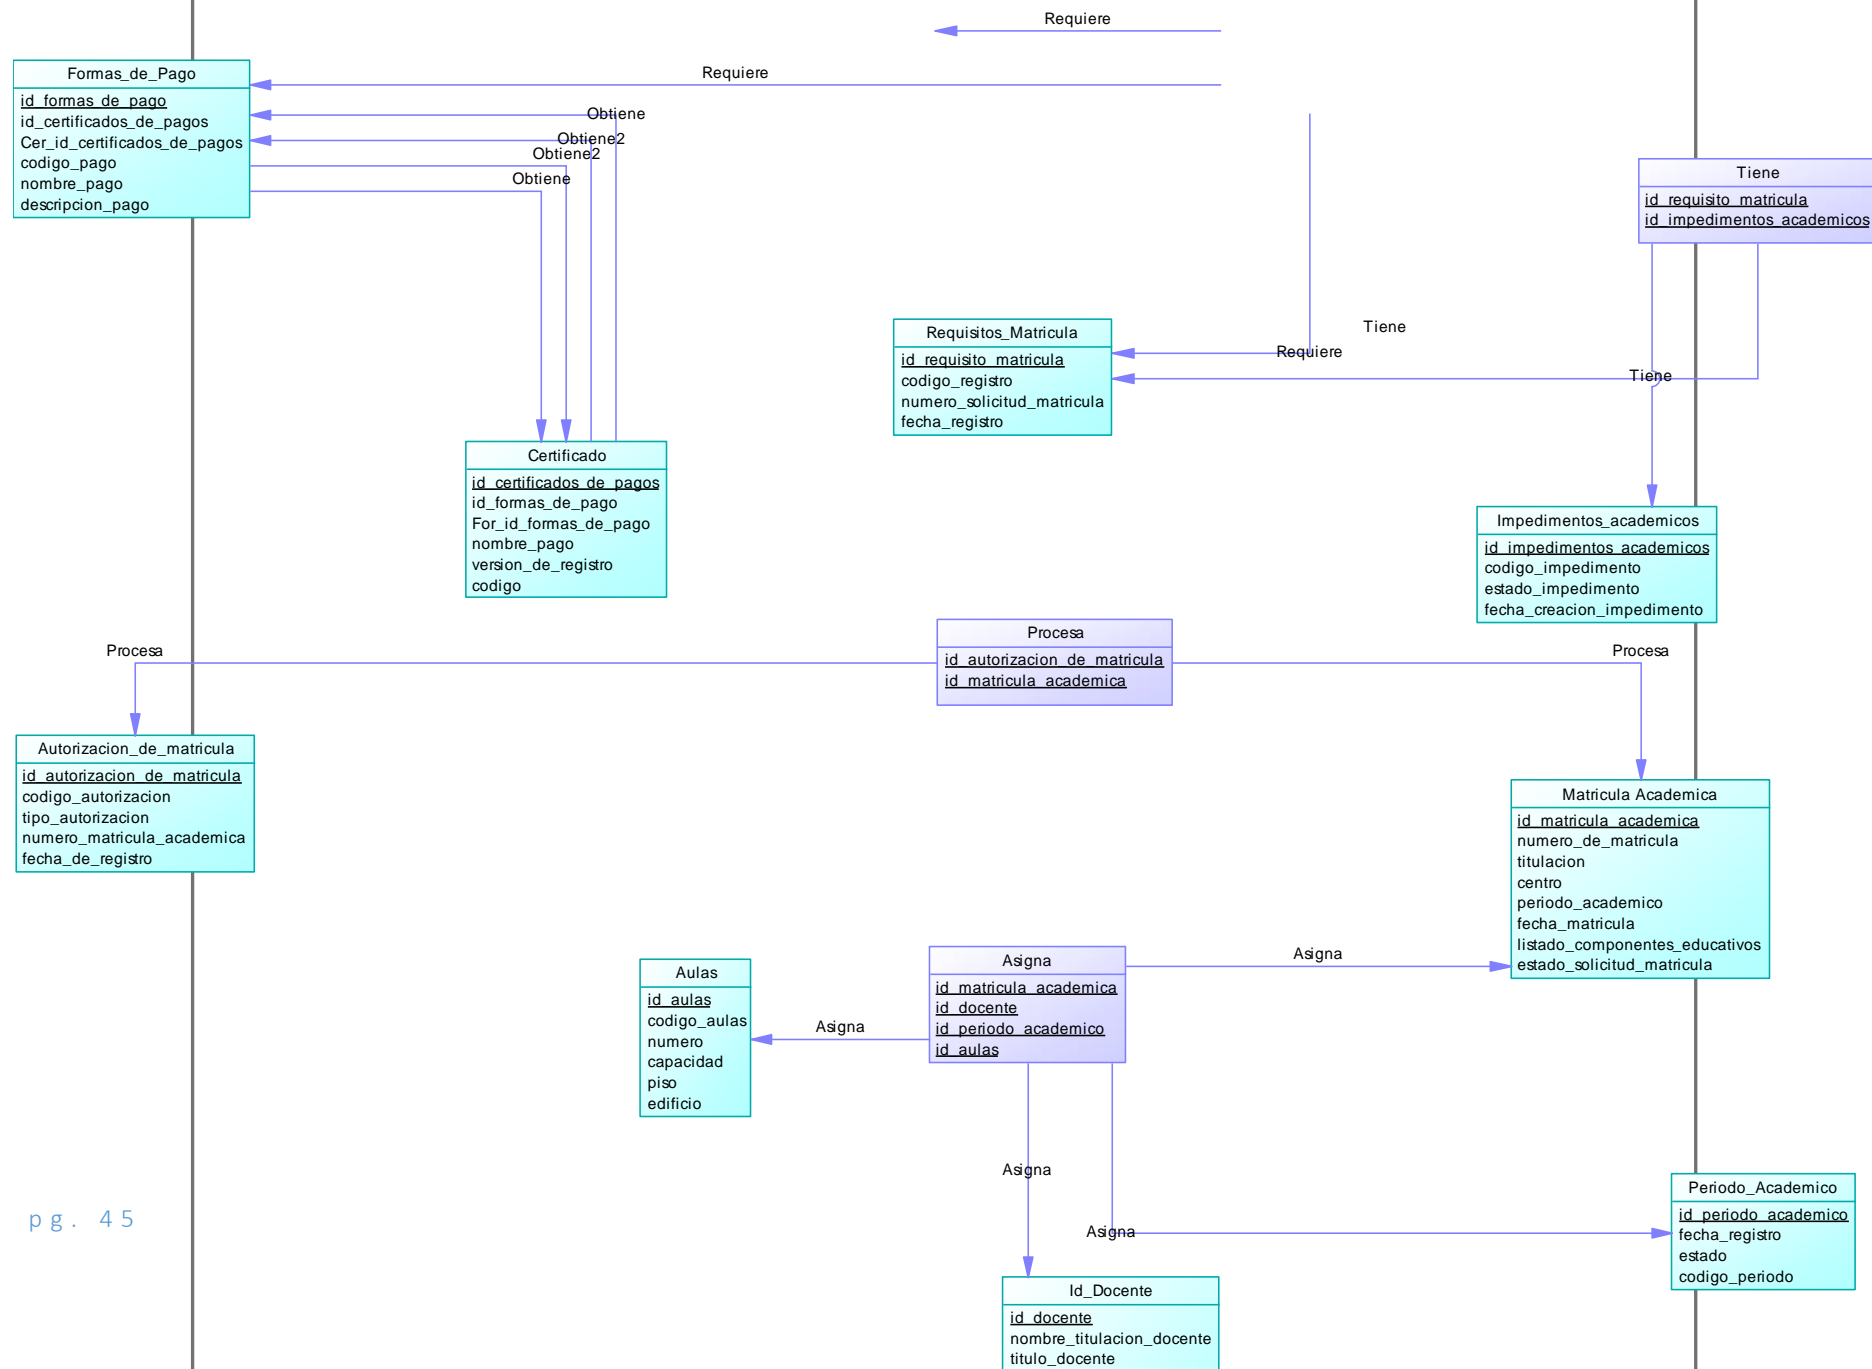 Requiere
Requiere
Formas_de_Pago
id_formas_de_pago
id_certificados_de_pagos
Cer_id_certificados_de_pagos
codigo_pago
nombre_pago
descripcion_pago
Obtiene
Obtiene2
Obtiene2
Obtiene
Tiene
id_requisito_matricula
id_impedimentos_academicos
Requisitos_Matricula
id_requisito_matricula
codigo_registro
numero_solicitud_matricula
fecha_registro
Tiene
Requiere
Tiene
Certificado
id_certificados_de_pagos
id_formas_de_pago
For_id_formas_de_pago
nombre_pago
version_de_registro
codigo
Impedimentos_academicos
id_impedimentos_academicos
codigo_impedimento
estado_impedimento
fecha_creacion_impedimento
Procesa
Procesa
id_autorizacion_de_matricula
id_matricula_academica
Procesa
Autorizacion_de_matricula
id_autorizacion_de_matricula
codigo_autorizacion
tipo_autorizacion
numero_matricula_academica
fecha_de_registro
Matricula Academica
id_matricula_academica
numero_de_matricula
titulacion
centro
periodo_academico
fecha_matricula
listado_componentes_educativos
estado_solicitud_matricula
Aulas
id_aulas
codigo_aulas
numero
capacidad
piso
edificio
Asigna
Asigna
id_matricula_academica
id_docente
id_periodo_academico
id_aulas
Asigna
Asigna
Asigna
Periodo_Academico
id_periodo_academico
fecha_registro
estado
codigo_periodo
pg. 45
Id_Docente
id_docente
nombre_titulacion_docente
titulo_docente